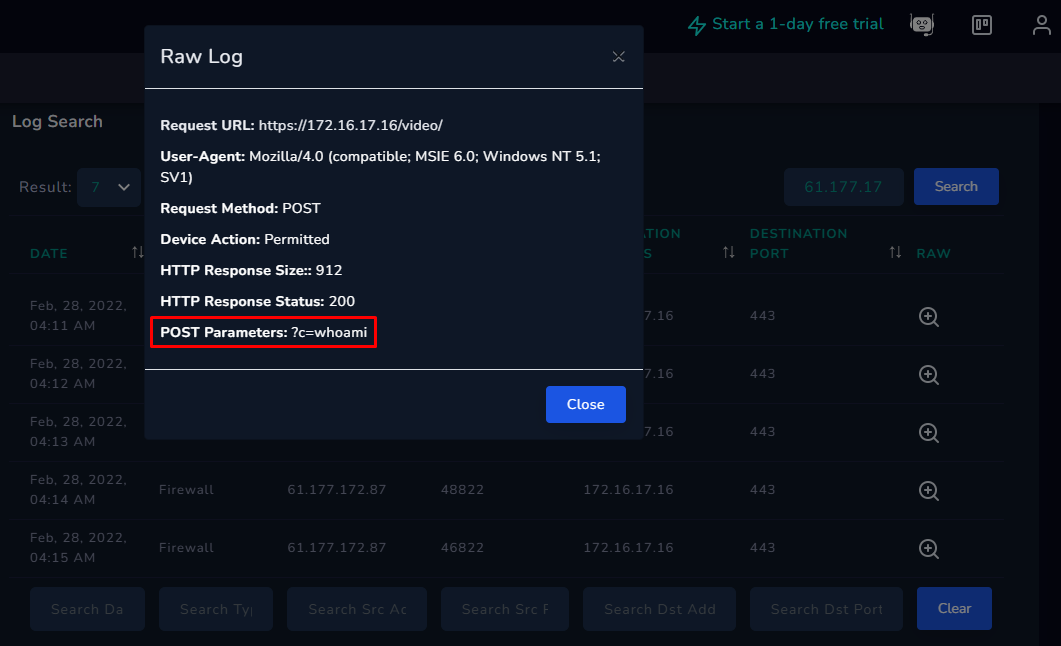 Start a 1-day free trial
Raw Log
Log Search
Request URL: https://172.16.17.16/video/
User-Agent: Mozilla/4.0 (compatible; MSIE 6.0; Windows NT 5.1;
SV1)
Result: 7
61.177.17
Search
Request Method: POST
Device Action: Permitted
DATE
DESTINATION
PORT
RAW
HTTP Response Size:: 912
HTTP Response Status: 200
POST Parameters: ?c=whoami
Feb, 28, 2022,
04:11 AM
7.16 443
Feb, 28, 2022,
04:12 AM
7.16 443
Close
Feb, 28, 2022,
04:13 AM
7.16 443
Feb, 28, 2022,
04:14 AM
Firewall 61.177.172.87 48822 172.16.17.16 443
Feb, 28, 2022,
04:15 AM
Firewall 61.177.172.87 46822 172.16.17.16 443
Search Da Search Ty Search Src Ac Search Src F Search Dst Add Search Dst Port Clear